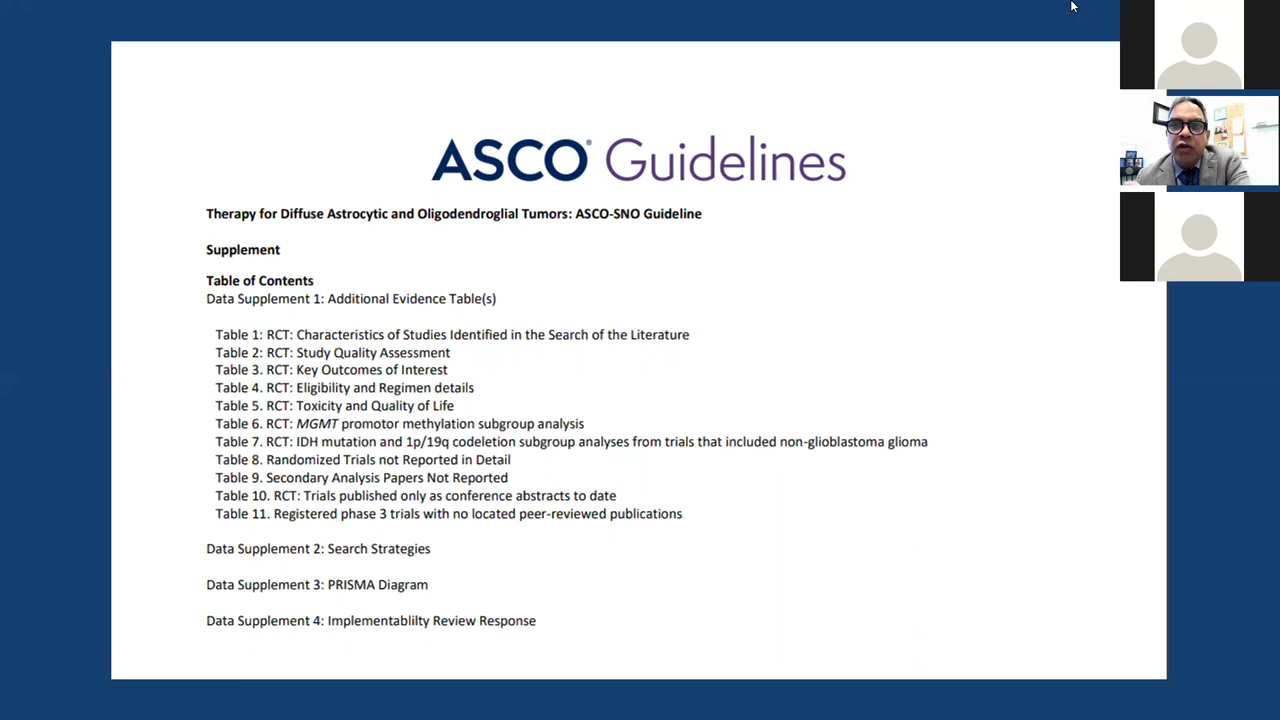 ASCO® Guidelines
Therapy for Diffuse Astrocytic and Oligodendroglial Tumors: ASCO-SNO Guideline
Supplement
Table of Contents
Data Supplement 1: Additional Evidence Table(s)
Table 1: RCT: Characteristics of Studies Identified in the Search of the Literature
Table 2: RCT: Study Quality Assessment
Table 3. RCT: Key Outcomes of Interest
Table 4. RCT: Eligibility and Regimen details
Table 5. RCT: Toxicity and Quality of Life
Table 6. RCT: MGMT promotor methylation subgroup analysis
Table 7. RCT: IDH mutation and 1p/19q codeletion subgroup analyses from trials that included non-glioblastoma glioma
Table 8. Randomized Trials not Reported in Detail
Table 9. Secondary Analysis Papers Not Reported
Table 10. RCT: Trials published only as conference abstracts to date
Table 11. Registered phase 3 trials with no located peer-reviewed publications
Data Supplement 2: Search Strategies
Data Supplement 3: PRISMA Diagram
Data Supplement 4: Implementablilty Review Response